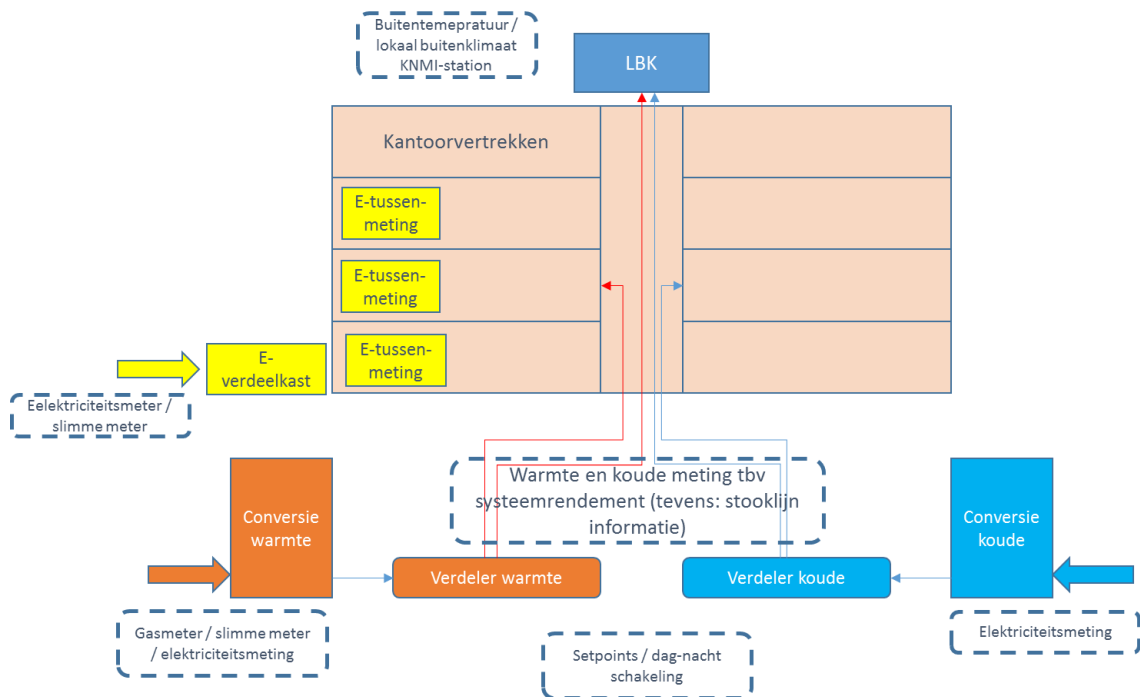 Buitentemepratuur /
lokaal buitenklimaat
KNMI-station
LBK
Kantoorvertrekken
E-tussen-
meting
E-tussen-
meting
E-tussen-
meting
E-
verdeelkast
Eelektriciteitsmeter /
slimme meter
Warmte en koude meting tbv
systeemrendement (tevens: stooklijn
informatie)
Conversie
warmte
Conversie
koude
Verdeler warmte
Verdeler koude
Gasmeter / slimme meter
/ elektriciteitsmeting
Setpoints / dag-nacht
schakeling
Elektriciteitsmeting